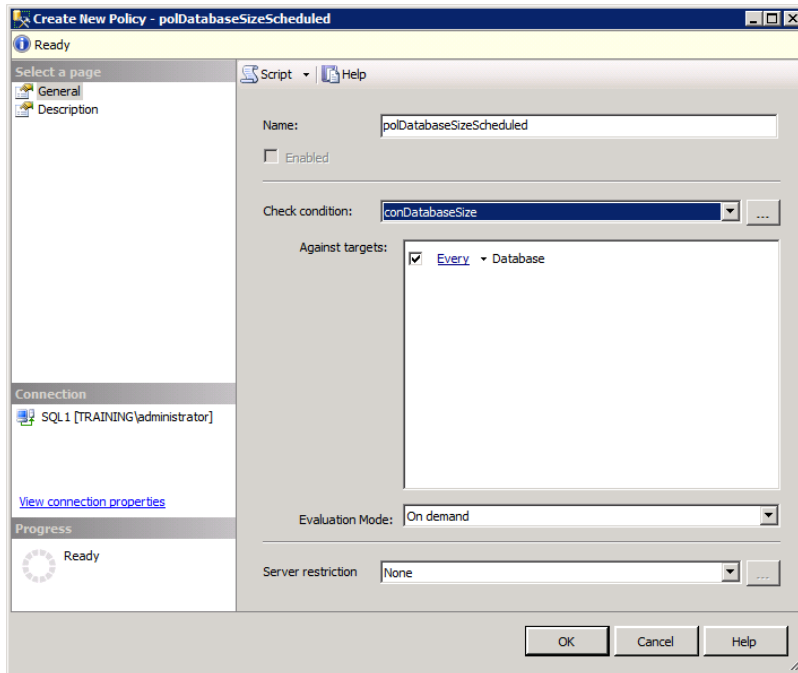 Create New Policy - polDatabaseSizeScheduled
Ready
Select a page
General
Description
Script
Help
Name:
polDatabaseSizeScheduled
Enabled
Check condition:
conDatabaseSize
...
Against targets:
Every Database
Connection
SQL1 [TRAINING\administrator]
View connection properties
Progress
Ready
Evaluation Mode:
On demand
Server restriction
None
...
OK
Cancel
Help